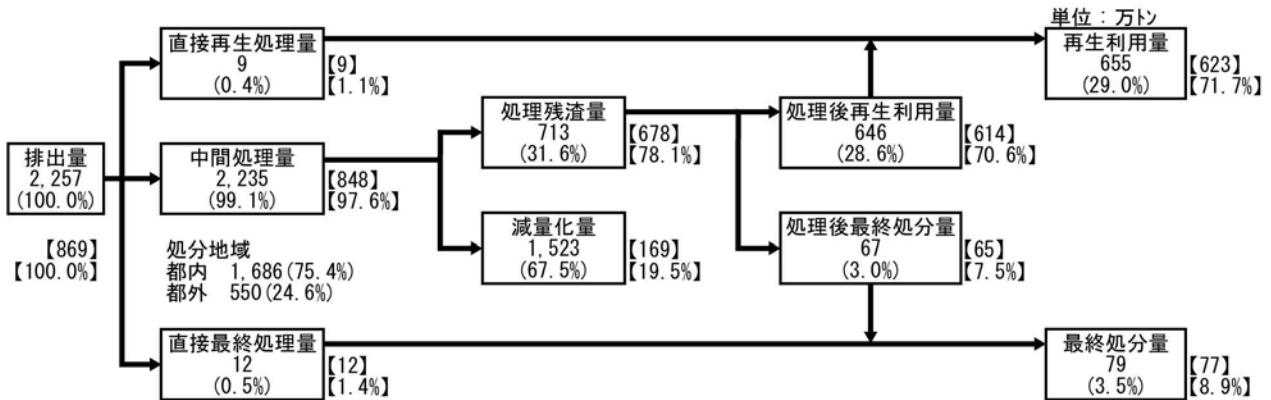 単位：万トン
直接再生処理量
9
(0.4%)
【9】
【1.1%】
再生利用量
655
(29.0%)
【623】
【71.7%】
処理残渣量
713
(31.6%)
【678】
【78.1%】
処理後再生利用量
646
(28.6%)
【614】
【70.6%】
排出量
2,257
(100.0%)
【869】
【100.0%】
中間処理量
2,235
(99.1%)
【848】
【97.6%】
処分地域
都内 1,686(75.4%)
都外 550(24.6%)
減量化量
1,523
(67.5%)
【169】
【19.5%】
処理後最終処分量
67
(3.0%)
【65】
【7.5%】
直接最終処理量
12
(0.5%)
【12】
【1.4%】
最終処分量
79
(3.5%)
【77】
【8.9%】